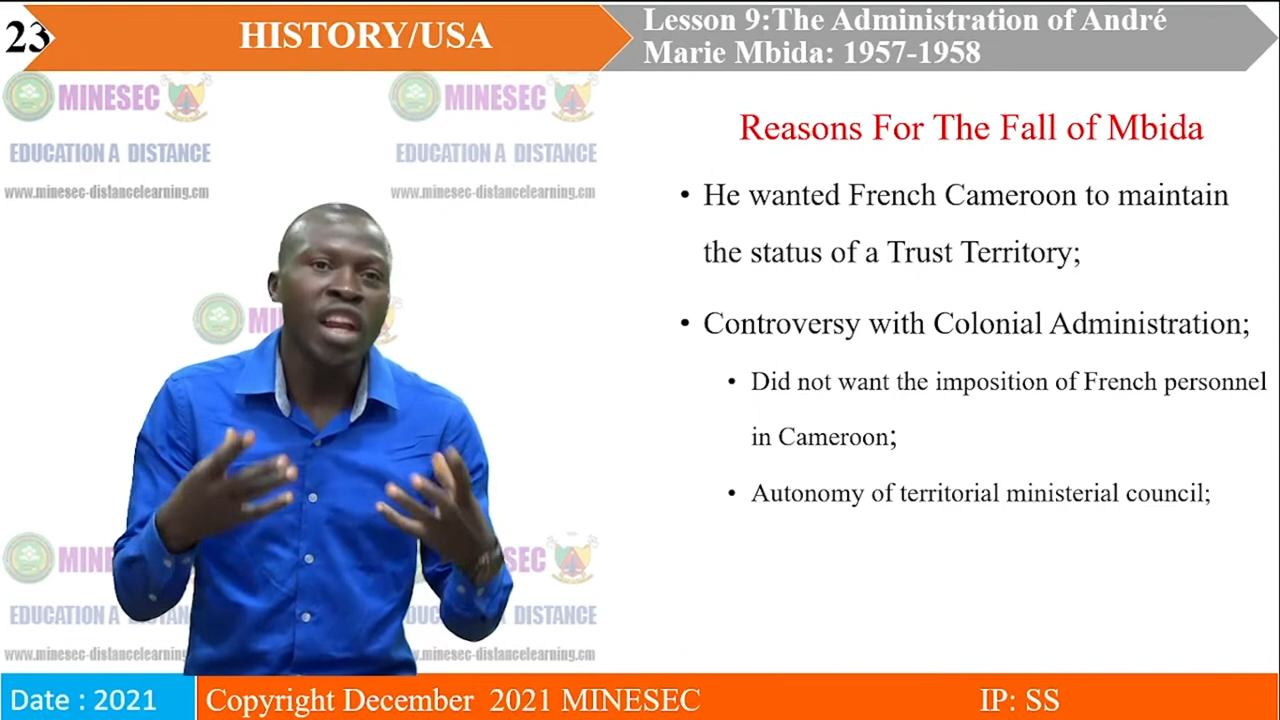 23
HISTORY/USA
Lesson 9:The Administration of André
Marie Mbida: 1957-1958
MINESEC
MINESEC
EDUCATION A DISTANCE
EDUCATION A DISTANCE
www.minesec-distancelearning.cm
www.minesec-distancelearning.cm
Reasons For The Fall of Mbida
• He wanted French Cameroon to maintain
the status of a Trust Territory;
• Controversy with Colonial Administration;
• Did not want the imposition of French personnel
in Cameroon;
• Autonomy of territorial ministerial council;
EDUCATION A
DISTANCE
Date : 2021
Copyright December 2021 MINESEC
IP: SS